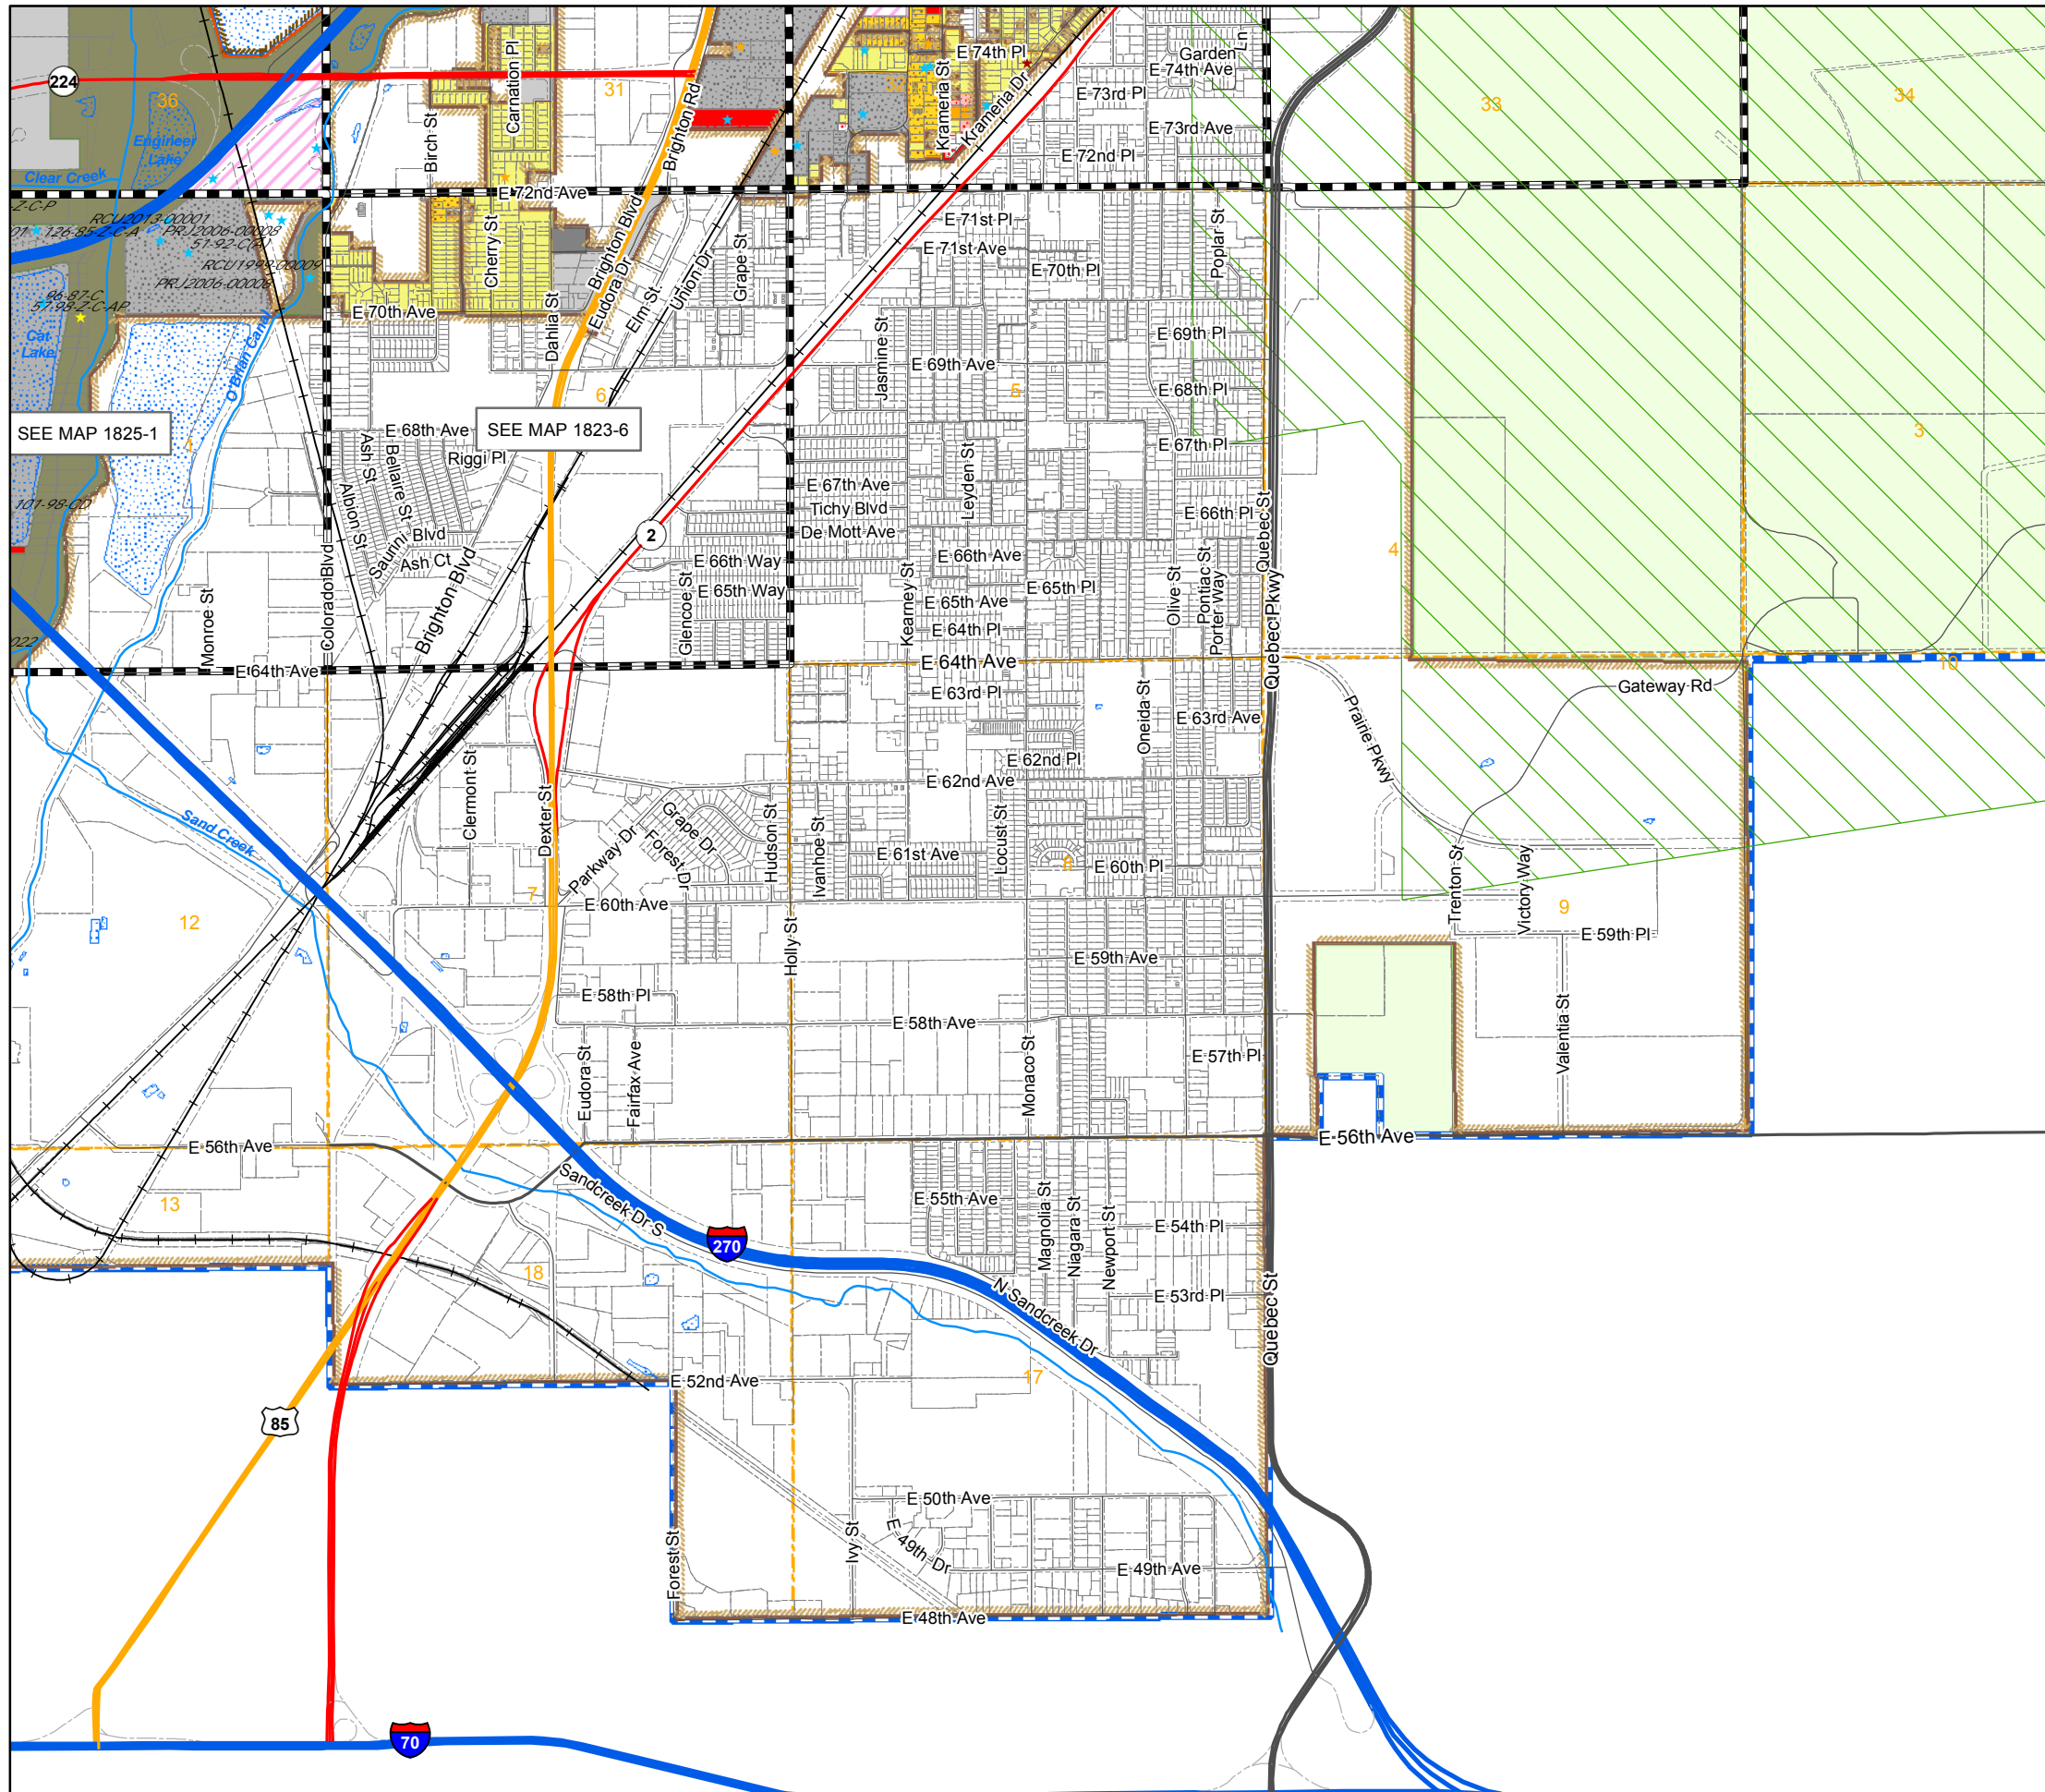 E 74th Pl
Garden Ln
E 74th Ave
224
36
31
32
33
34
Carnation Pl
Birch St
Brighton Rd
Krameria St
Krameria Dr
E 73rd Pl
E 73rd Ave
E 72nd Pl
Engineer
Lake
Clear Creek
E 72nd Ave
-Z-C-P
RCU2013-00001
01
126-85-Z-C-A
PRJ2006-00008
51-92-C(A)
RCU1998-00009
PRJ2006-00008
96-87-C
57-98-Z-C-AP
Cat
Lake
O'Brian Canal
Cherry St
Brighton Blvd
Eudora Dr
Dahlia St
Elm St
Union Dr
Grape St
E 70th Ave
E 71st Pl
E 71st Ave
E 70th Pl
Poplar St
E 69th Pl
E 69th Ave
Jasmine St
E 68th Pl
E 67th Pl
6
5
4
3
1
SEE MAP 1825-1
SEE MAP 1823-6
E 68th Ave
Riggi Pl
Ash St
Bellaire St
Albion St
Saurini Blvd
Ash Ct
Brighton Blvd
Colorado Blvd
Monroe St
101-98-CD
022
2
E 67th Ave
Tichy Blvd
De Mott Ave
Leyden St
E 66th Pl
E 66th Ave
E 66th Way
E 65th Way
E 65th Pl
E 65th Ave
E 64th Pl
Glencoe St
Kearney St
Olive St
Pontiac St
Porter Way
Quebec St
Quebec Pkwy
E 64th Ave
E 64th Ave
10
Gateway Rd
E 63rd Pl
E 63rd Ave
Oneida St
Prairie Pkwy
E 62nd Pl
E 62nd Ave
Clermont St
Dexter St
Parkway Dr
Grape Dr
Forest Dr
Hudson St
Ivanhoe St
Locust St
Sand Creek
E 61st Ave
8
E 60th Pl
E 60th Ave
7
9
12
Trenton St
Victory Way
E 59th Pl
E 59th Ave
Holly St
E 58th Pl
E 58th Ave
E 57th Pl
Eudora St
Fairfax Ave
Monaco St
Valentia St
E 56th Ave
E 56th Ave
13
Sandcreek Dr S
270
E 55th Ave
Magnolia St
Niagara St
Newport St
E 54th Pl
E 53rd Pl
N Sandcreek Dr
Quebec St
18
17
E 52nd Ave
85
E 50th Ave
E 49th Dr
E 49th Ave
Forest St
Ivy St
E 48th Ave
70